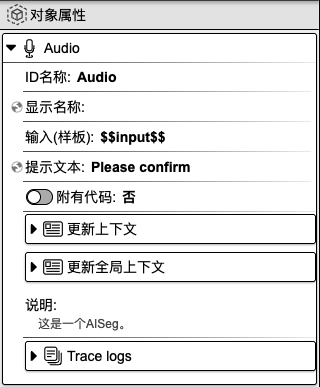 对象属性
Audio
ID名称: Audio
显示名称:
输入(样板): $$input$$
提示文本: Please confirm
附有代码: 否
更新上下文
更新全局上下文
说明:
这是一个AISeg。
Trace logs